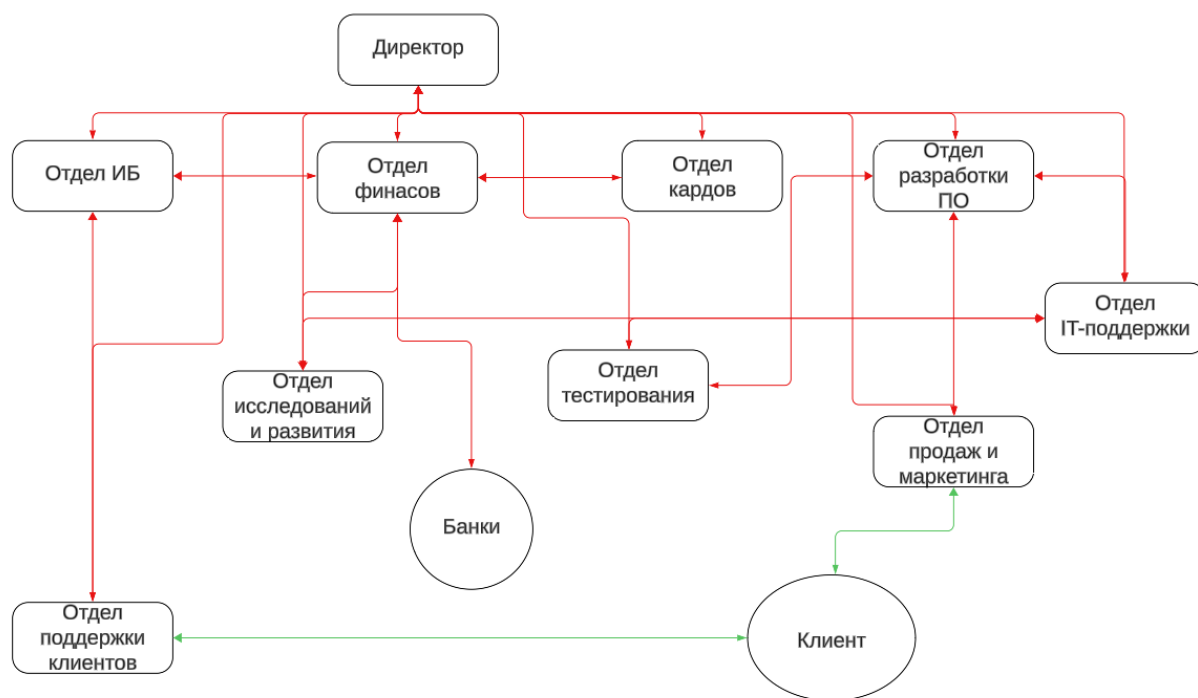 Директор
Отдел ИБ
Отдел
финасов
Отдел
кардов
Отдел
разработки
ПО
Отдел
IT-поддержки
Отдел
исследований
и развития
Отдел
тестирования
Отдел
продаж и
маркетинга
Банки
Отдел
поддержки
клиентов
Клиент